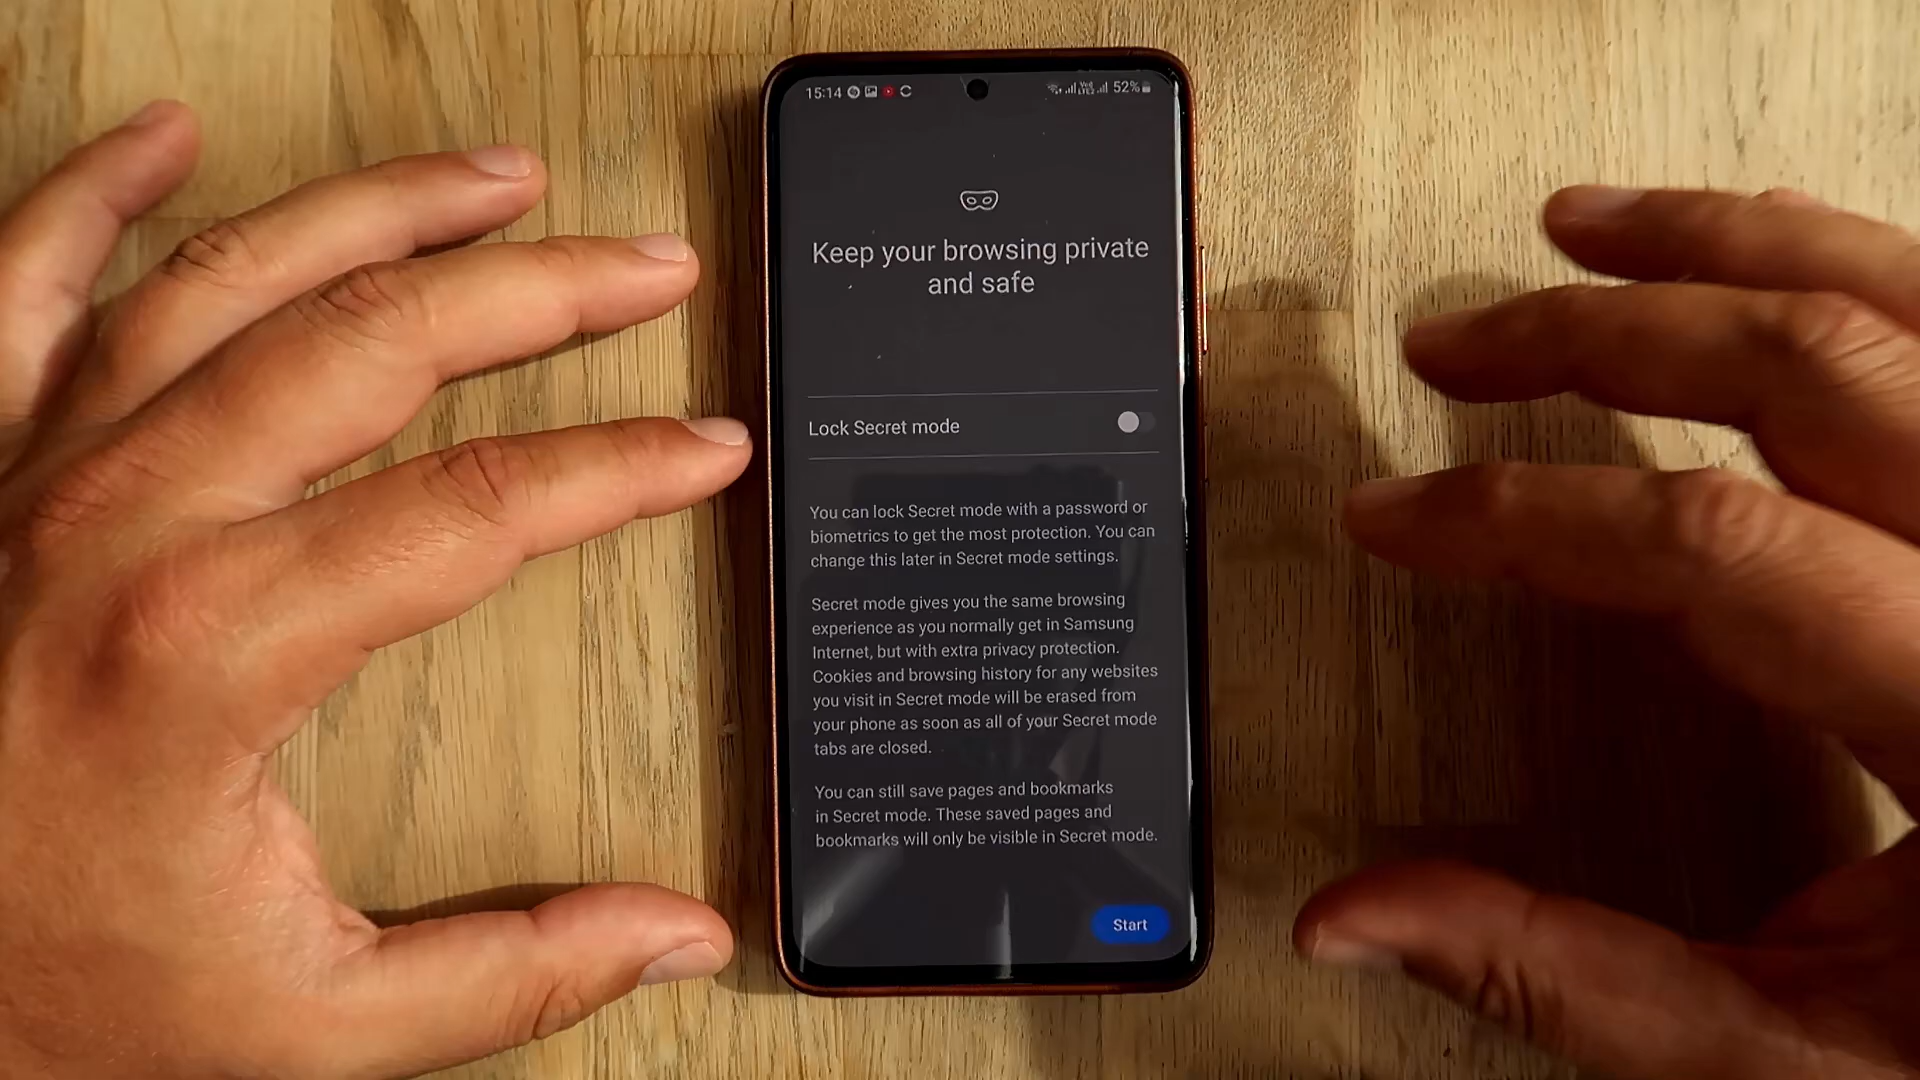 15:14 52%
Keep your browsing private
and safe
Lock Secret mode
You can lock Secret mode with a password or
biometrics to get the most protection. You can
change this later in Secret mode settings.
Secret mode gives you the same browsing
experience as you normally get in Samsung
Internet, but with extra privacy protection.
Cookies and browsing history for any websites
you visit in Secret mode will be erased from
your phone as soon as all of your Secret mode
tabs are closed.
You can still save pages and bookmarks
in Secret mode. These saved pages and
bookmarks will only be visible in Secret mode.
Start